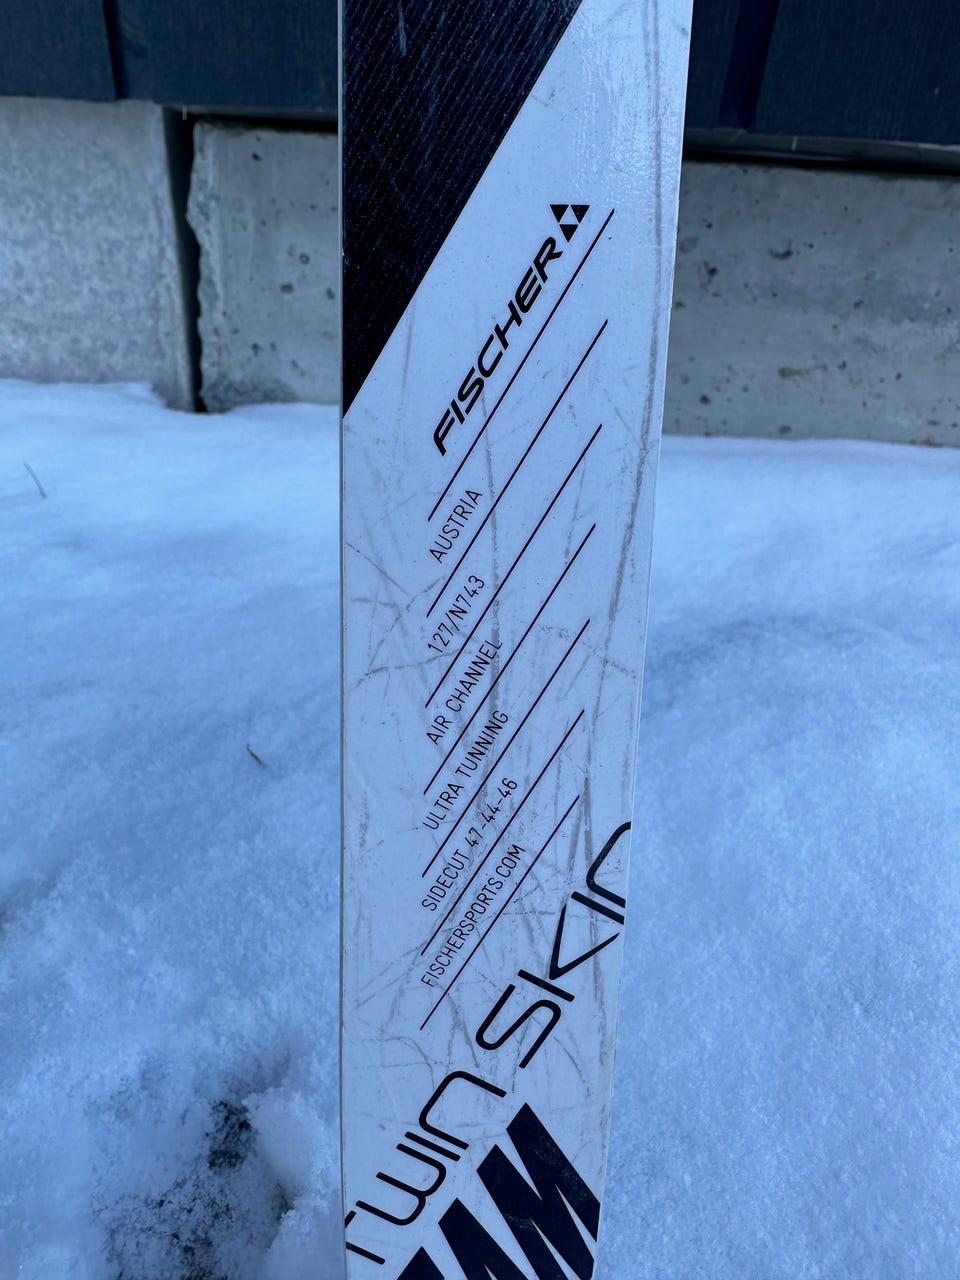 FISCHER
AUSTRIA
127/N743
AIR CHANNEL
ULTRA TUNNING
SIDECUT 47-44-46
FISCHERSPORTS.COM
TWIN SKIN